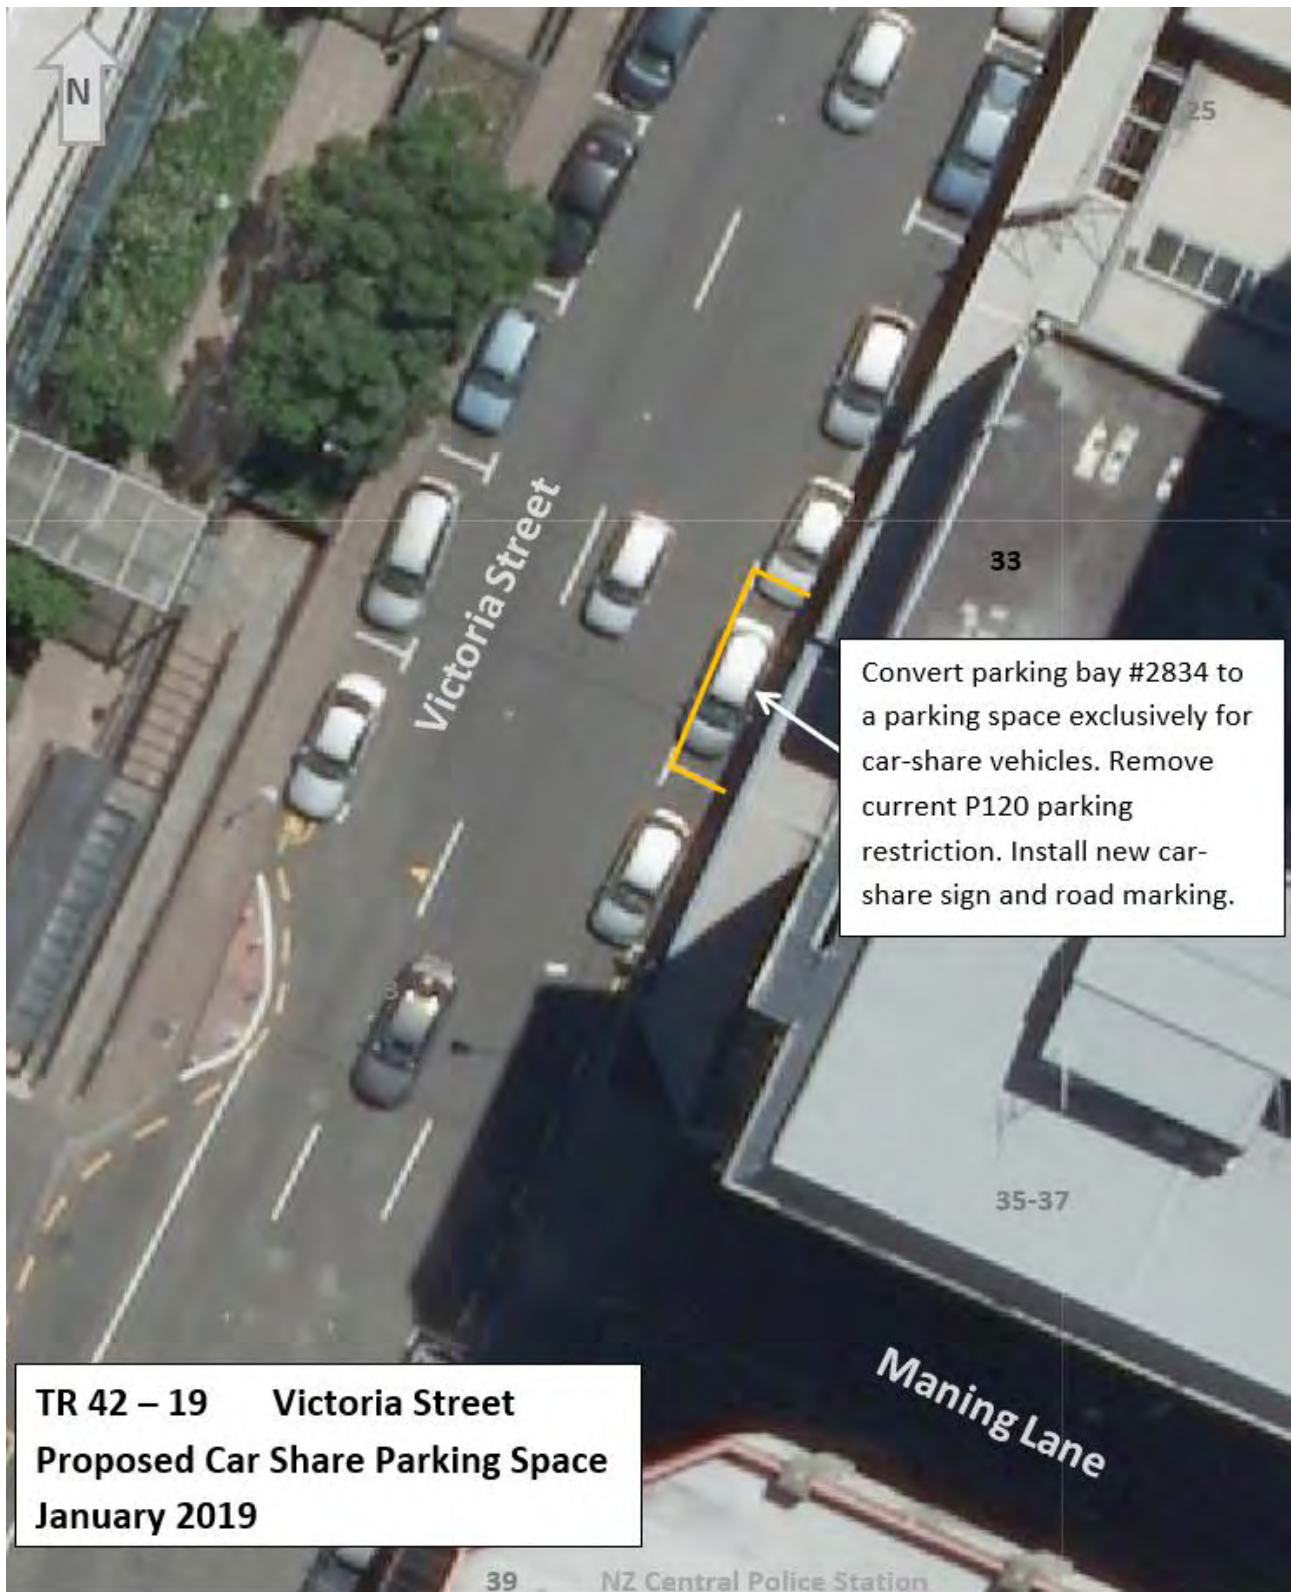 N
25
Victoria Street
33
Convert parking bay #2834 to
a parking space exclusively for
car-share vehicles. Remove
current P120 parking
restriction. Install new car-
share sign and road marking.
35-37
Maning Lane
TR 42 – 19 Victoria Street
Proposed Car Share Parking Space
January 2019
39 NZ Central Police Station